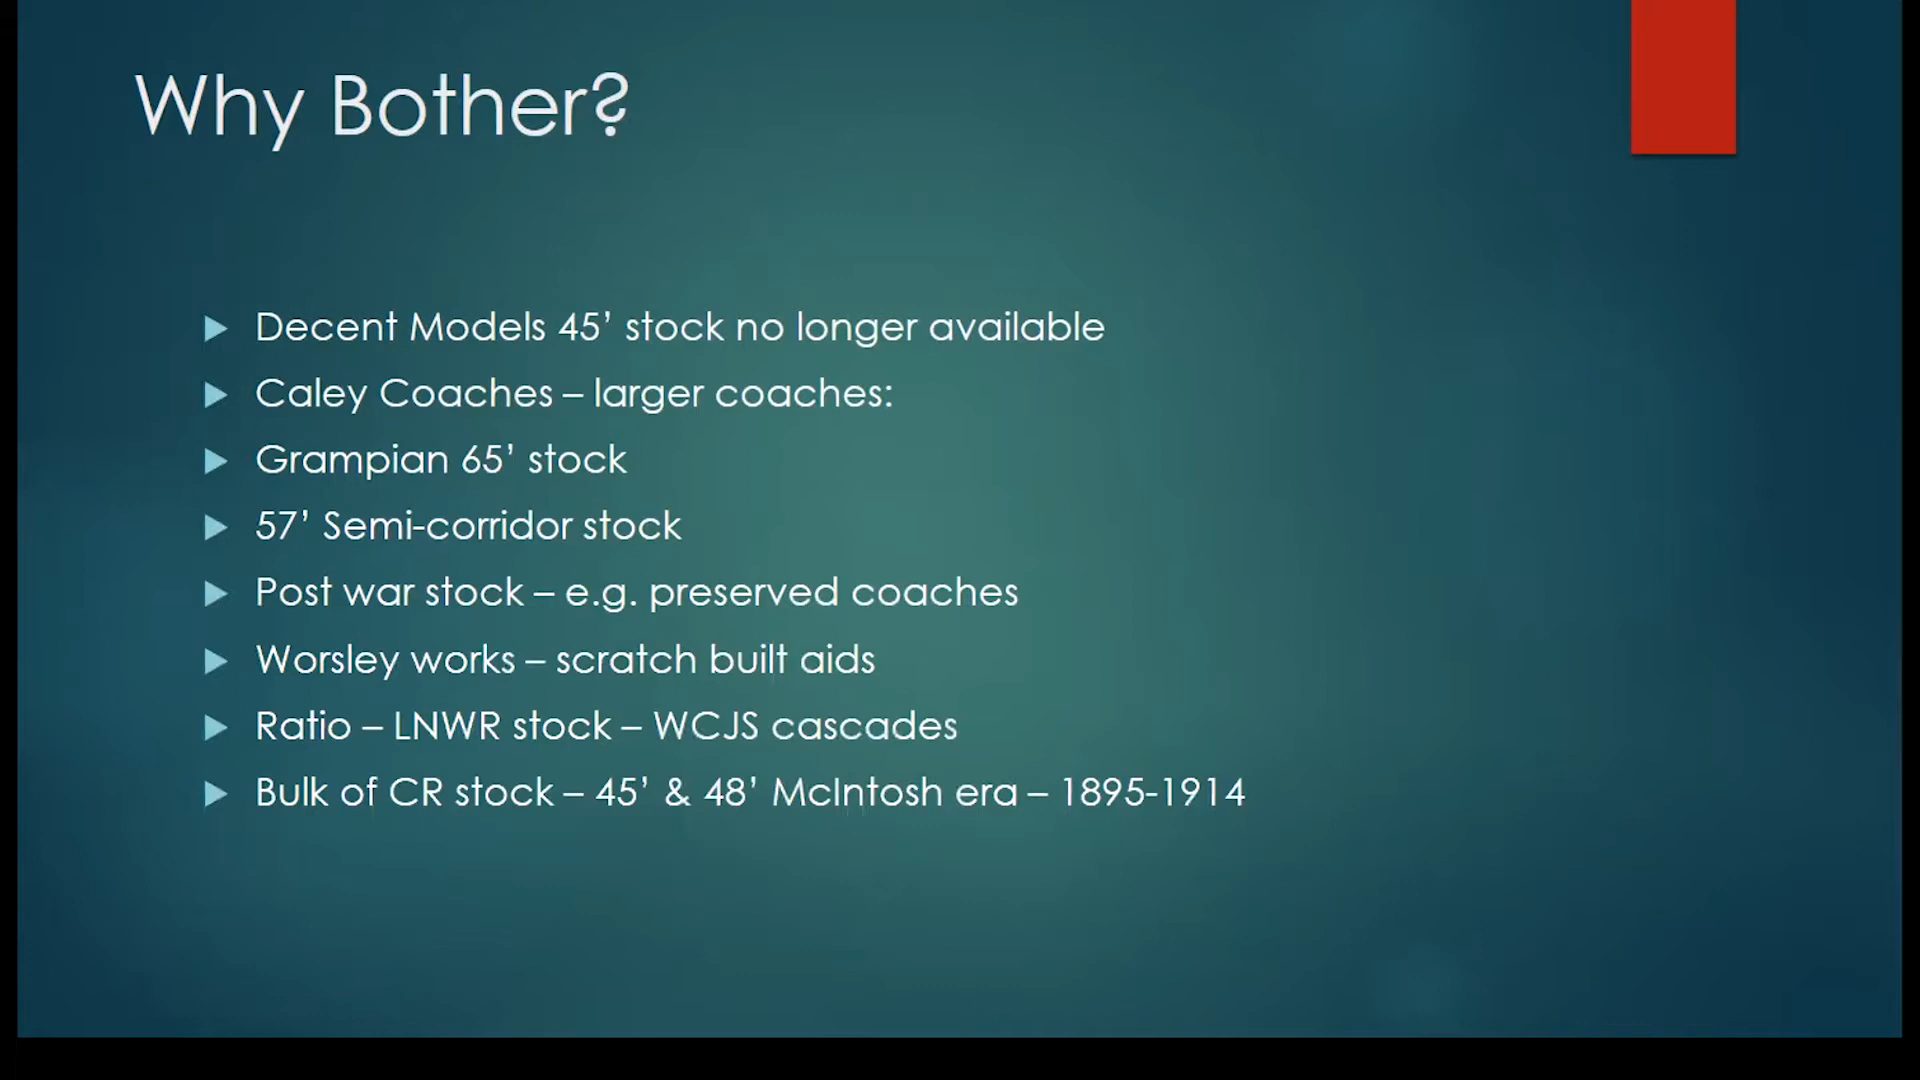 Why Bother?
Decent Models 45’ stock no longer available
Caley Coaches – larger coaches:
Grampian 65’ stock
57’ Semi-corridor stock
Post war stock – e.g. preserved coaches
Worsley works – scratch built aids
Ratio – LNWR stock – WCJS cascades
Bulk of CR stock – 45’ & 48’ McIntosh era – 1895-1914